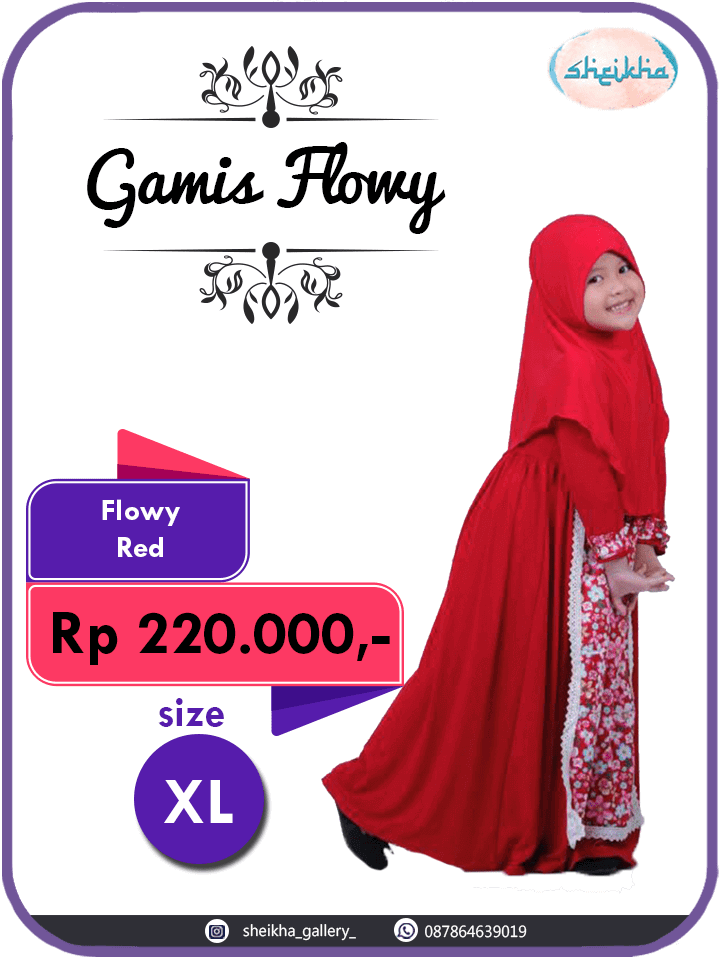 sheikha
Gamis Flowy
Flowy
Red
Rp 220.000,-
size
XL
sheikha_gallery_ 087864639019